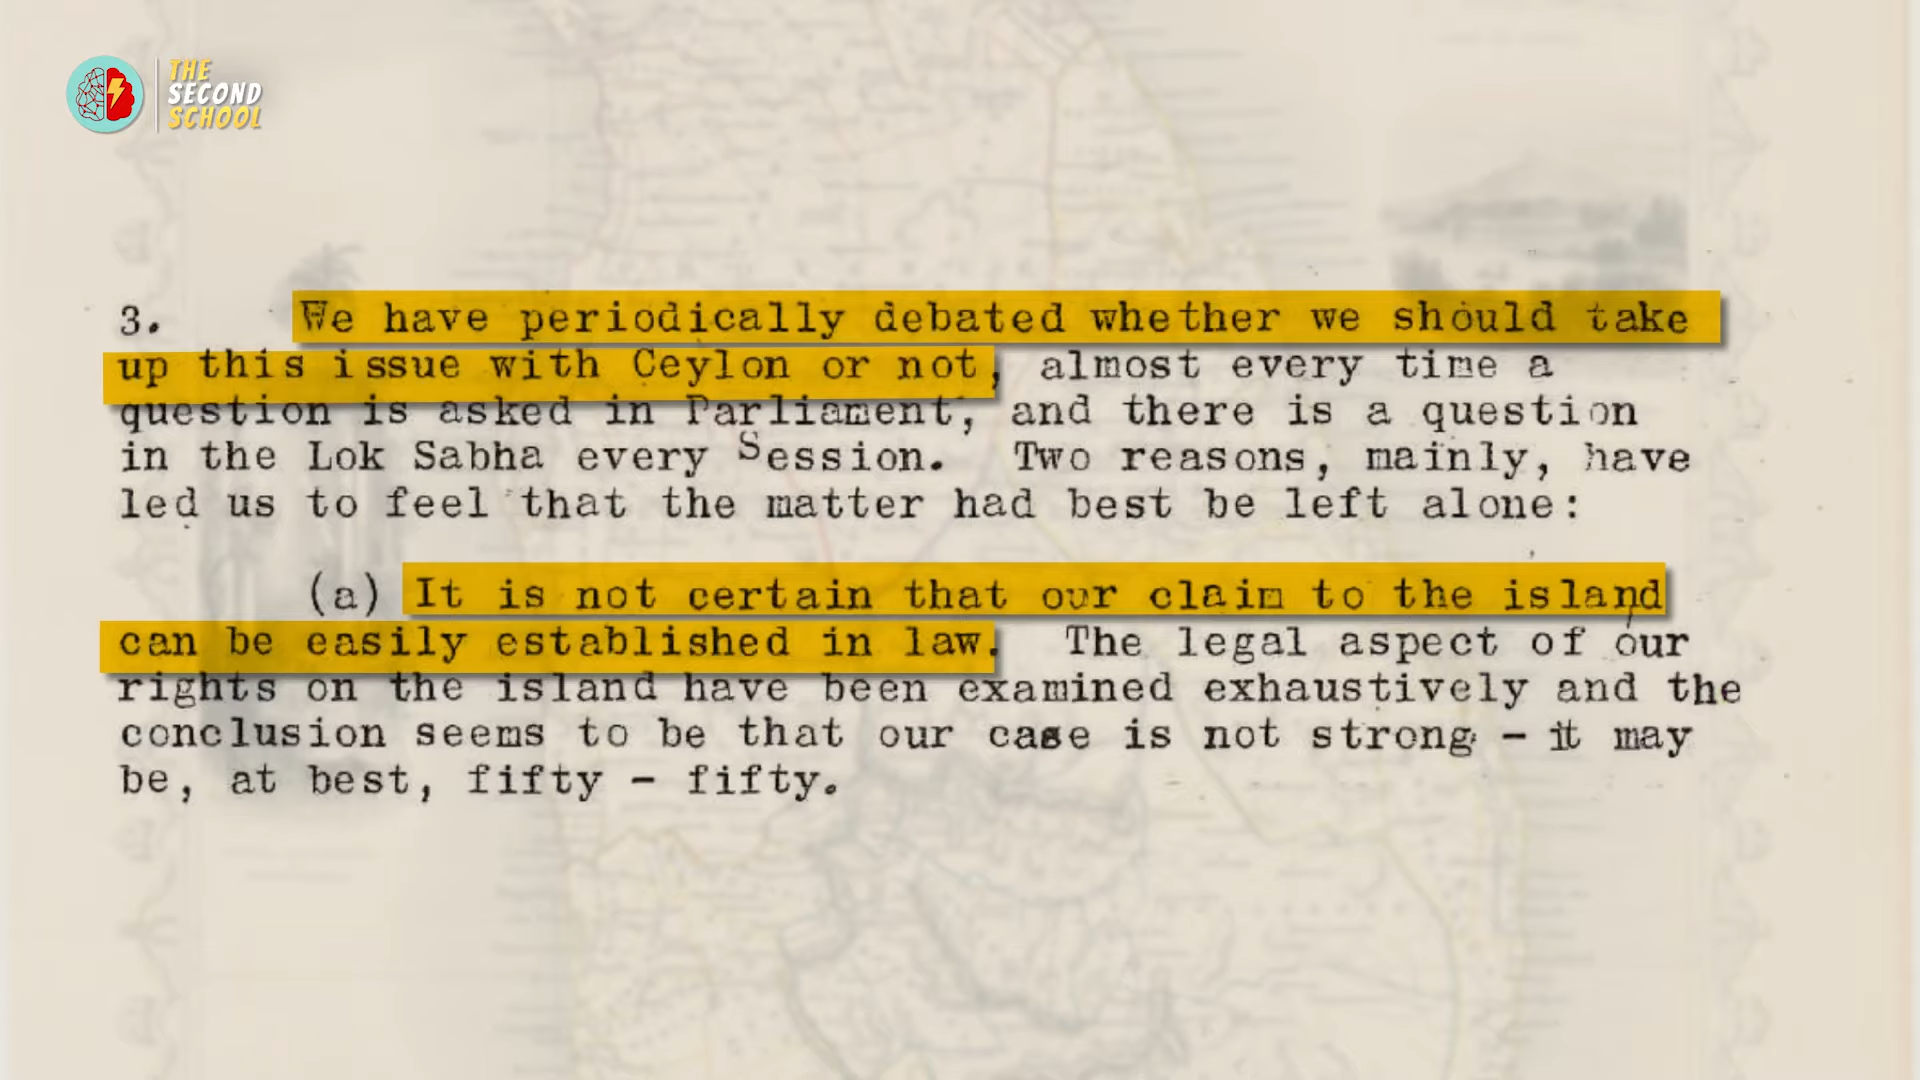 THE
SECOND
SCHOOL
3. We have periodically debated whether we should take
up this issue with Ceylon or not, almost every time a
question is asked in Parliament, and there is a question
in the Lok Sabha every Session. Two reasons, mainly, have
led us to feel that the matter had best be left alone:
(a) It is not certain that our claim to the island
can be easily established in law. The legal aspect of our
rights on the island have been examined exhaustively and the
conclusion seems to be that our case is not strong - it may
be, at best, fifty - fifty.